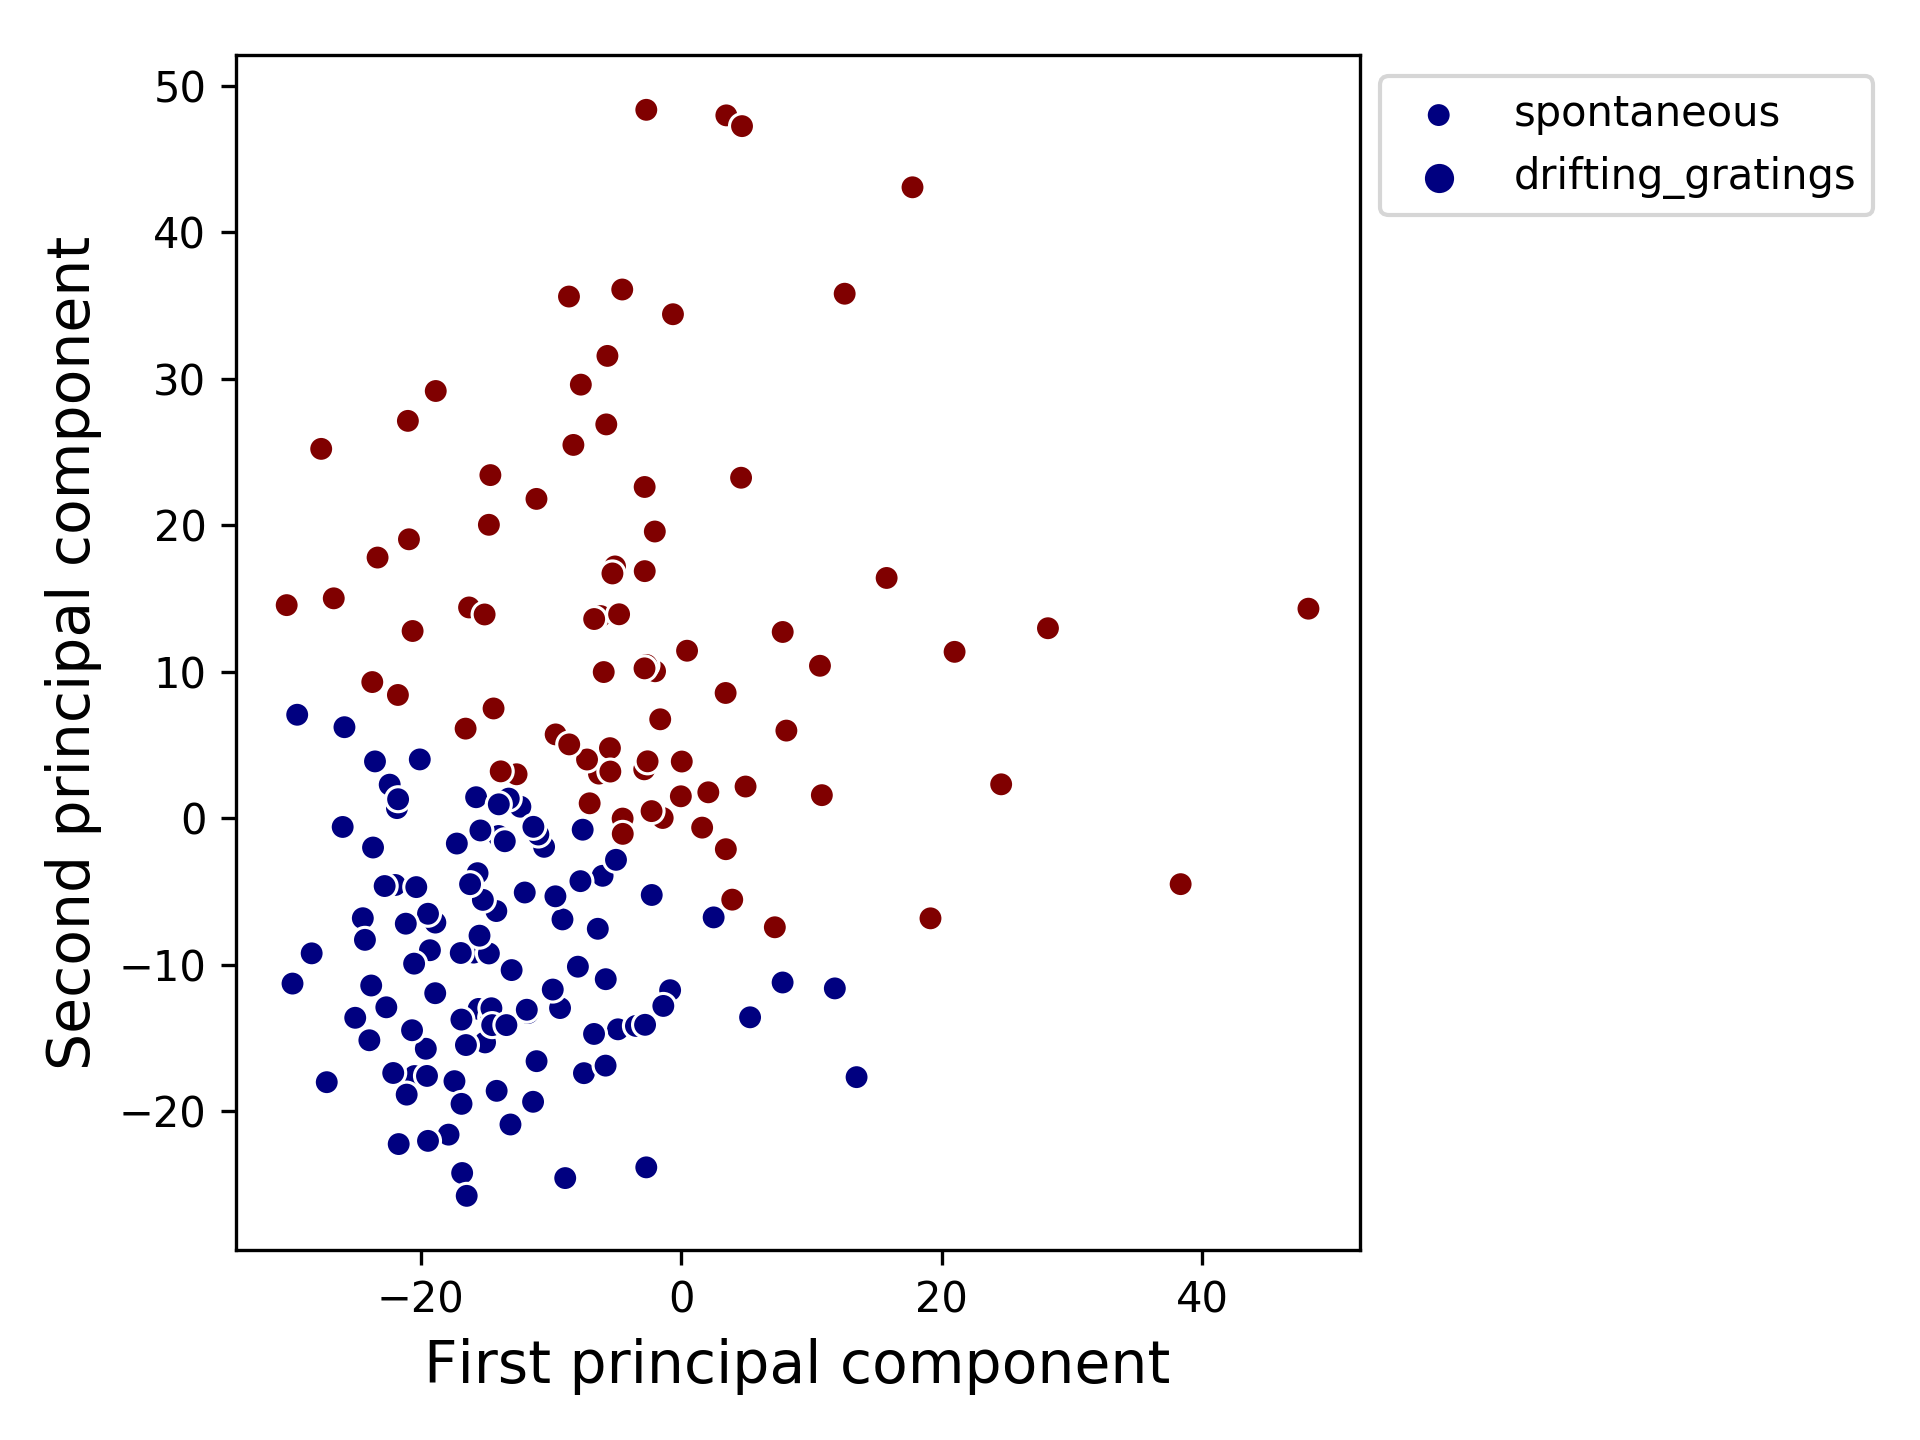 50
40
30
20
10
0
−10
−20
−20 0 20 40
First principal component
Second principal component
spontaneous
drifting_gratings